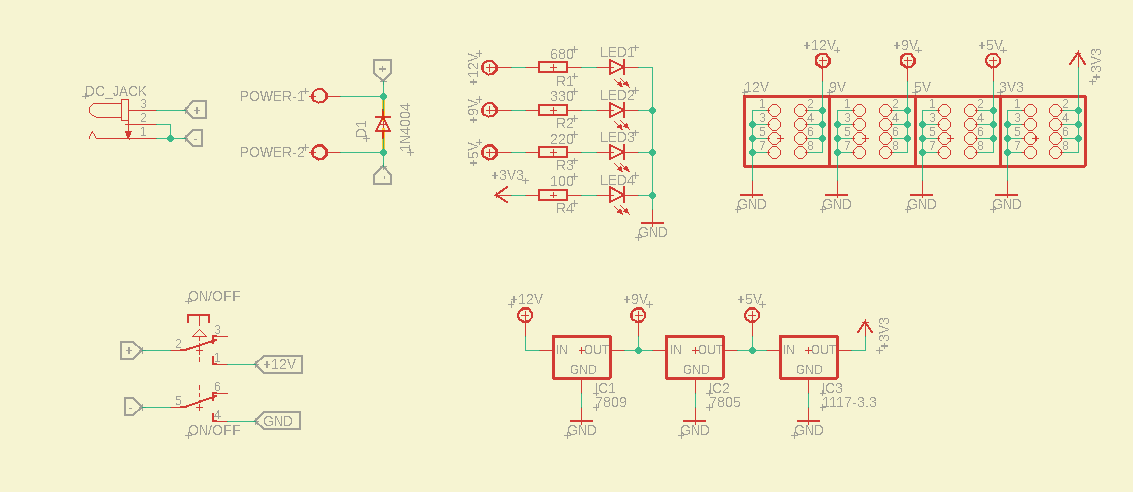 DC_JACK
3
2
1
+
-
POWER-1
POWER-2
+
D1
1N4004
-
+12V
680
R1
LED1
+9V
330
R2
LED2
+5V
220
R3
LED3
+3V3
100
R4
LED4
GND
+12V
+9V
+5V
+3V3
12V
9V
5V
3V3
1 2
3 4
5 6
7 8
1 2
3 4
5 6
7 8
1 2
3 4
5 6
7 8
1 2
3 4
5 6
7 8
GND
GND
GND
GND
ON/OFF
+
2
3
1
+12V
-
5
6
4
GND
ON/OFF
+12V
+9V
+5V
+3V3
IN OUT
GND
IN OUT
GND
IN OUT
GND
IC1
7809
IC2
7805
IC3
1117-3.3
GND
GND
GND